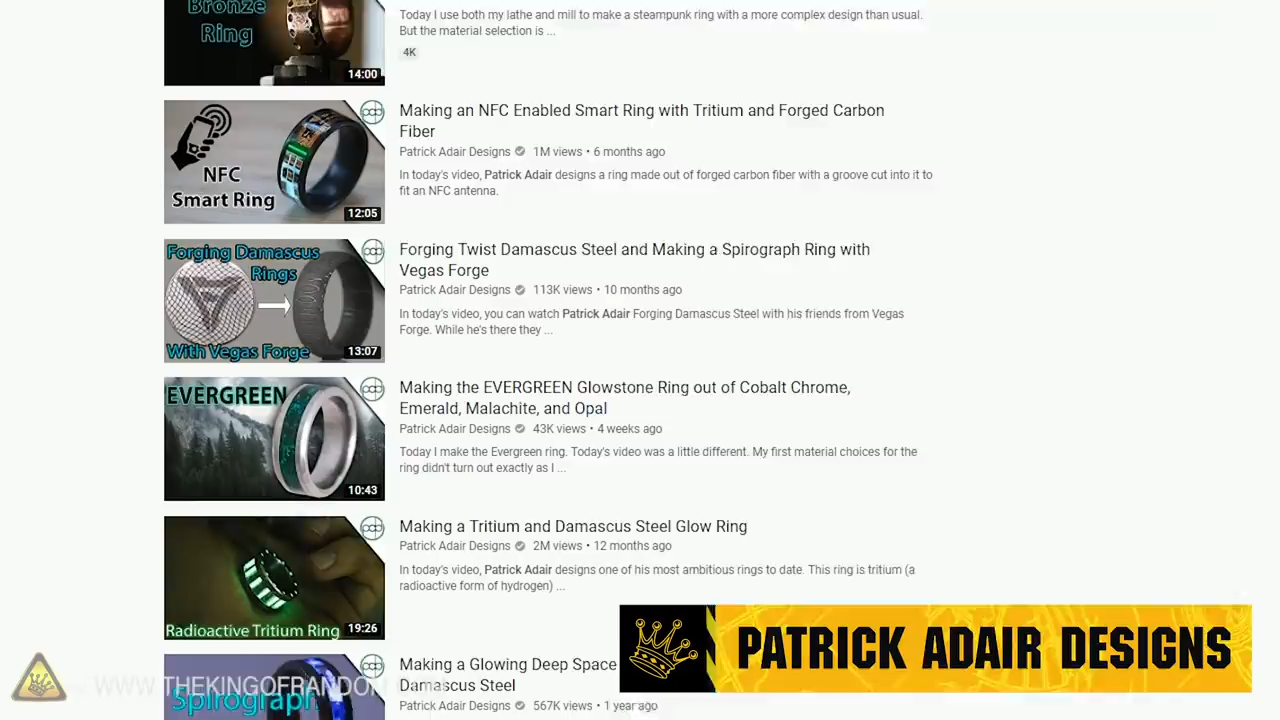 Bronze
Ring
14:00
Today I use both my lathe and mill to make a steampunk ring with a more complex design than usual.
But the material selection is ...
4K
NFC
Smart Ring
12:05
Making an NFC Enabled Smart Ring with Tritium and Forged Carbon
Fiber
Patrick Adair Designs 1M views • 6 months ago
In today's video, Patrick Adair designs a ring made out of forged carbon fiber with a groove cut into it to
fit an NFC antenna.
Forging Damascus
Rings
With Vegas Forge
13:07
Forging Twist Damascus Steel and Making a Spirograph Ring with
Vegas Forge
Patrick Adair Designs 113K views • 10 months ago
In today's video, you can watch Patrick Adair Forging Damascus Steel with his friends from Vegas
Forge. While he's there they ...
EVERGREEN
10:43
Making the EVERGREEN Glowstone Ring out of Cobalt Chrome,
Emerald, Malachite, and Opal
Patrick Adair Designs 43K views • 4 weeks ago
Today I make the Evergreen ring. Today's video was a little different. My first material choices for the
ring didn't turn out exactly as I ...
Radioactive Tritium Ring
19:26
Making a Tritium and Damascus Steel Glow Ring
Patrick Adair Designs 2M views • 12 months ago
In today's video, Patrick Adair designs one of his most ambitious rings to date. This ring is tritium (a
radioactive form of hydrogen) ...
Spirograph
Making a Glowing Deep Space
Damascus Steel
Patrick Adair Designs 567K views • 1 year ago
PATRICK ADAIR DESIGNS
WWW.THEKINGOFRANDOM